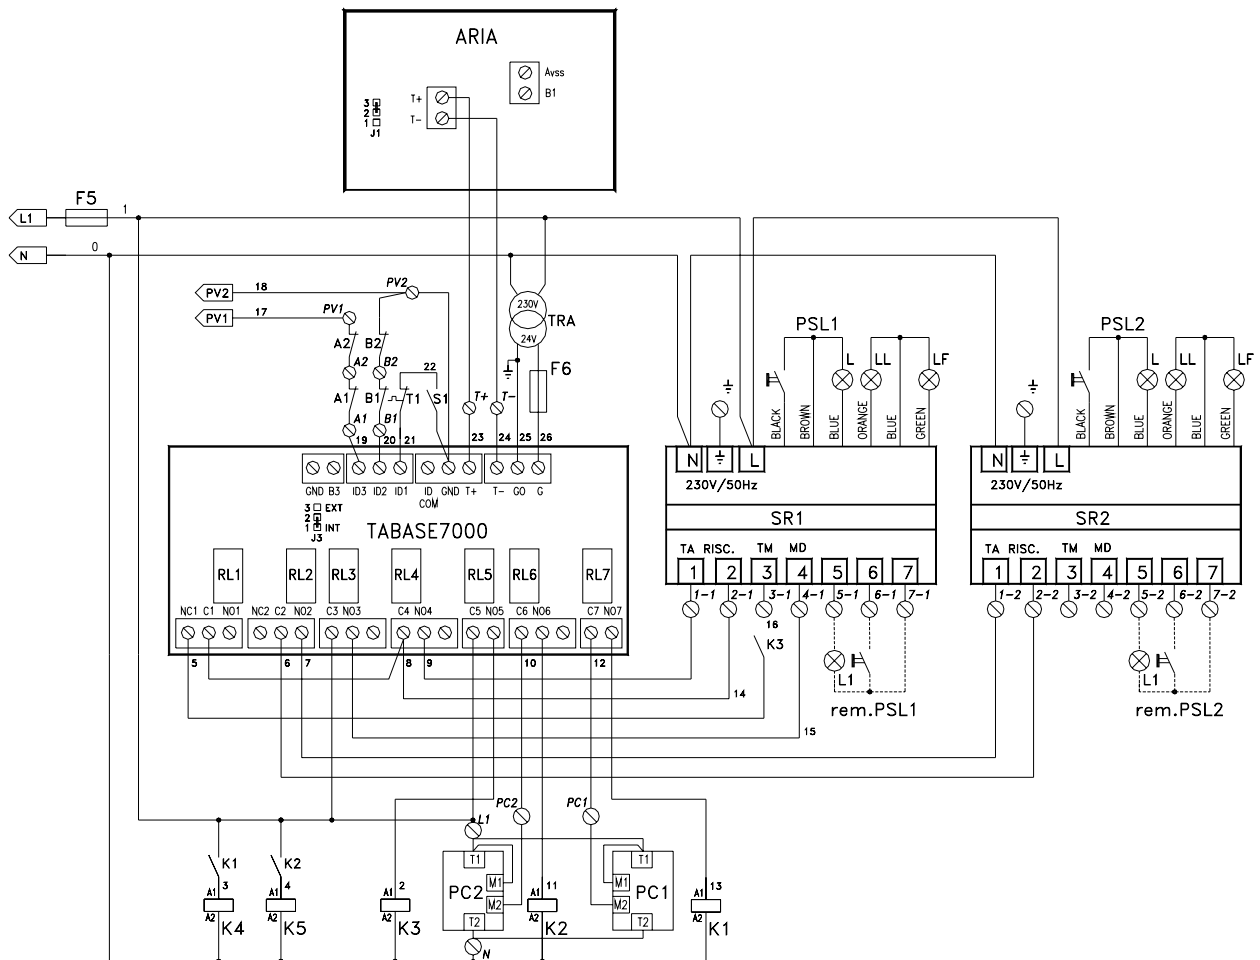 ARIA
Avss
B1
T+
T-
3
2
1
J1
F5
L1
1
N
0
PV2 18 PV2
PV1 17 PV1
230V
24V
TRA
F6
A2 B2
A2 B2
22
A1 B1 T1 S1
A1 B1
T+ T-
19 20 21 23 24 25 26
GND B3 ID3 ID2 ID1 ID COM GND T+ T- GO G
3 EXT
2
1 INT
J3
TABASE7000
RL1 RL2 RL3 RL4 RL5 RL6 RL7
NC1 C1 NO1 NC2 C2 NO2 C3 NO3 C4 NO4 C5 NO5 C6 NO6 C7 NO7
5 6 7 8 9 10 12
PSL1
L LL LF
BLACK BROWN BLUE ORANGE BLUE GREEN
N L
230V/50Hz
SR1
TA RISC. TM MD
1 2 3 4 5 6 7
1-1 2-1 3-1 4-1 5-1 6-1 7-1
16
K3
L1
rem.PSL1
14
15
PSL2
L LL LF
BLACK BROWN BLUE ORANGE BLUE GREEN
N L
230V/50Hz
SR2
TA RISC. TM MD
1 2 3 4 5 6 7
1-2 2-2 3-2 4-2 5-2 6-2 7-2
L1
rem.PSL2
PC2 PC1
L1
K1 K2
3 4 2 11 13
A1 A1 A1 A1 A1
A2 A2 A2 A2 A2
K4 K5 K3 K2 K1
T1 T1
M1 M1
PC2 PC1
M2 M2
T2 T2
N